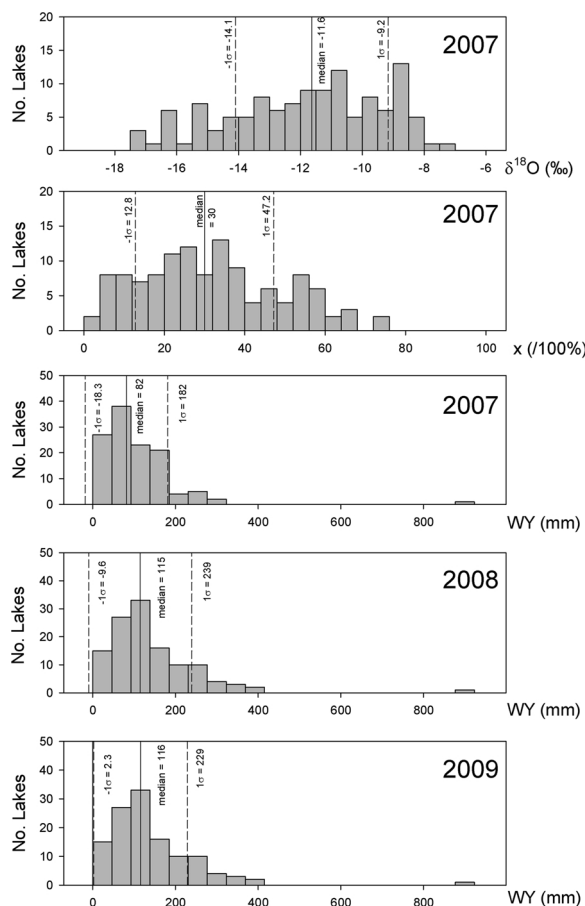 20
15
10
5
0
No. Lakes
-1σ = -14.1
median = -11.6
1σ = -9.2
2007
-18 -16 -14 -12 -10 -8 -6
δ¹⁸O (‰)
20
15
10
5
0
No. Lakes
-1σ = 12.8
median
= 30
1σ = 47.2
2007
0 20 40 60 80 100
x (/100%)
50
40
30
20
10
0
No. Lakes
-1σ = -18.3
median = 82
1σ = 182
2007
0 200 400 600 800
WY (mm)
50
40
30
20
10
0
No. Lakes
-1σ = -9.6
median = 115
1σ = 239
2008
0 200 400 600 800
WY (mm)
50
40
30
20
10
0
No. Lakes
-1σ = 2.3
median = 116
1σ = 229
2009
0 200 400 600 800
WY (mm)